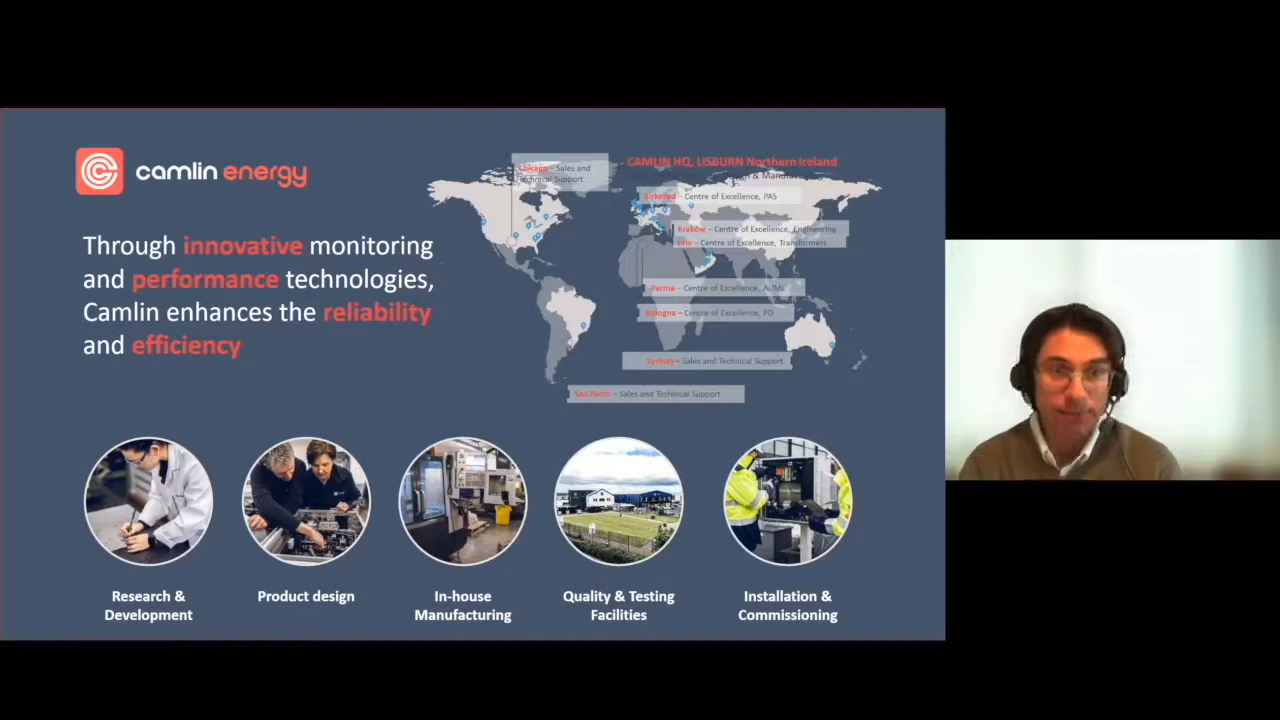 camlin energy
Through innovative monitoring
and performance technologies,
Camlin enhances the reliability
and efficiency
Chicago – Sales and
Technical Support
CAMLIN HQ, LISBURN Northern Ireland
Centre of Excellence, PAS
Kraków – Centre of Excellence, Engineering
Lviv – Centre of Excellence, Transformers
Parma – Centre of Excellence, AI/ML
Bologna – Centre of Excellence, PD
Sydney – Sales and Technical Support
Sao Paolo – Sales and Technical Support
Research &
Development
Product design
In-house
Manufacturing
Quality & Testing
Facilities
Installation &
Commissioning